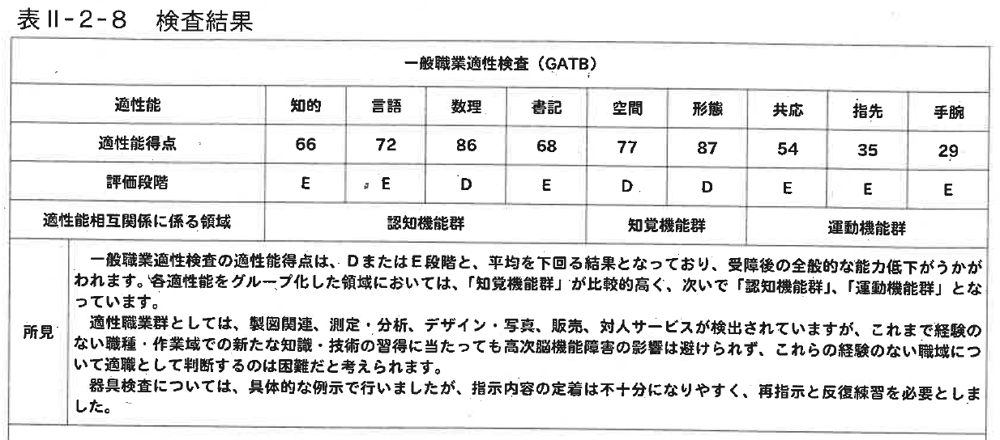 表Ⅱ-2-8　検査結果
一般職業適性検査（GATB）
適性能　知的　言語　数理　書記　空間　形態　共応　指先　手腕
適性能得点　66　72　86　68　77　87　54　35　29
評価段階　E　E　D　E　D　D　E　E　E
適性能相互関係に係る領域　認知機能群　知覚機能群　運動機能群
所見
一般職業適性検査の適性能得点は、DまたはE段階と、平均を下回る結果となっており、受障後の全般的な能力低下がうかが
われます。各適性能をグループ化した領域においては、「知覚機能群」が比較的高く、次いで「認知機能群」、「運動機能群」とな
っています。
適性職業群としては、製図関連、測定・分析、デザイン・写真、販売、対人サービスが検出されていますが、これまで経験の
ない職種・作業域での新たな知識・技術の習得に当たっても高次脳機能障害の影響は避けられず、これらの経験のない職域につ
いて適職として判断するのは困難だと考えられます。
器具検査については、具体的な例示で行いましたが、指示内容の定着は不十分になりやすく、再指示と反復練習を必要としま
した。